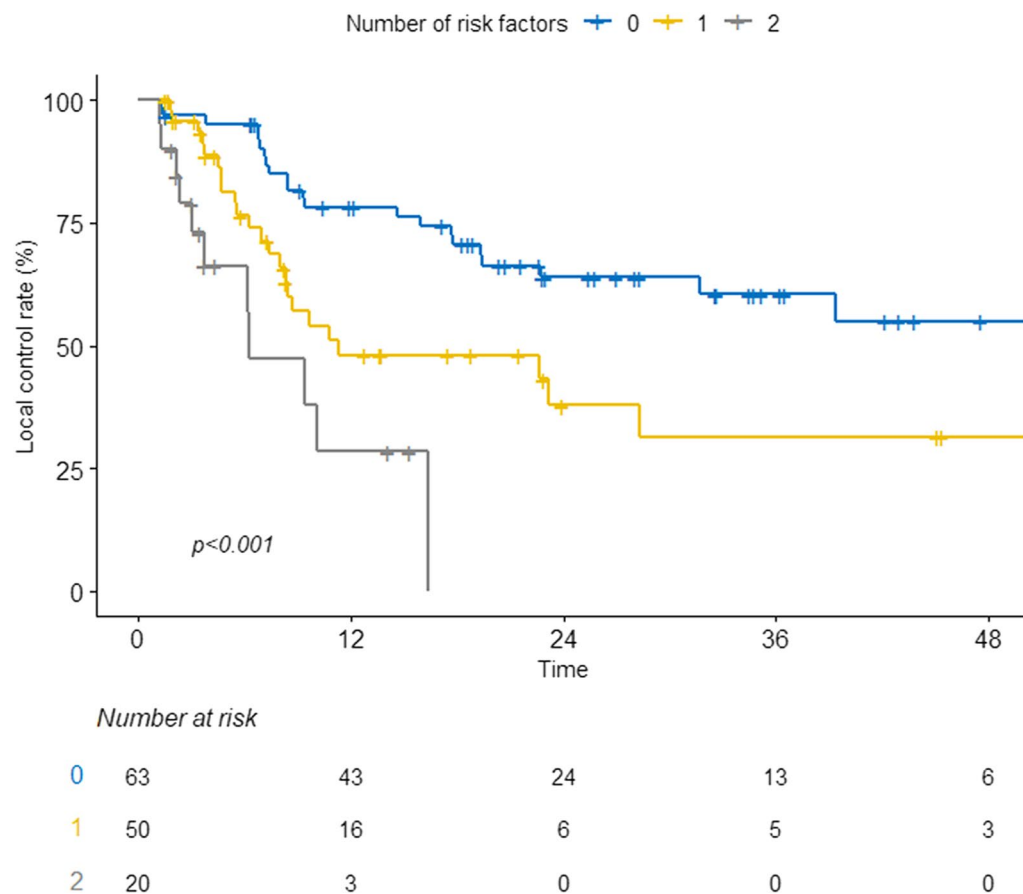 Number of risk factors 0 1 2
100
75
50
25
0
Local control rate (%)
p<0.001
0 12 24 36 48
Time
Number at risk
0 63 43 24 13 6
1 50 16 6 5 3
2 20 3 0 0 0